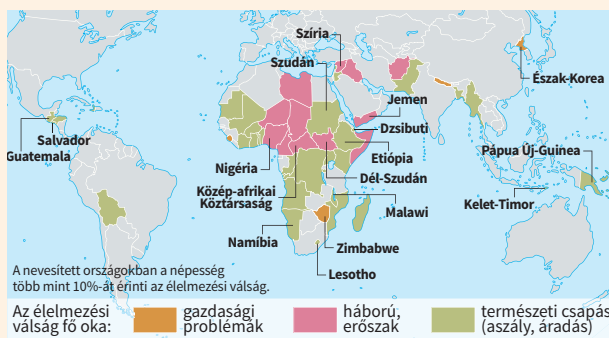 Szíria
Szudán
Észak-Korea
Jemen
Dzsibuti
Salvador
Guatemala
Etiópia
Pápua Új-Guinea
Nigéria
Dél-Szudán
Közép-afrikai
Köztársaság
Kelet-Timor
Malawi
Namíbia
Zimbabwe
Lesotho
A nevesített országokban a népesség
több mint 10%-át érinti az élelmezési válság.
Az élelmezési
válság fő oka:
gazdasági
problémák
háború,
erőszak
természeti csapás
(aszály, áradás)